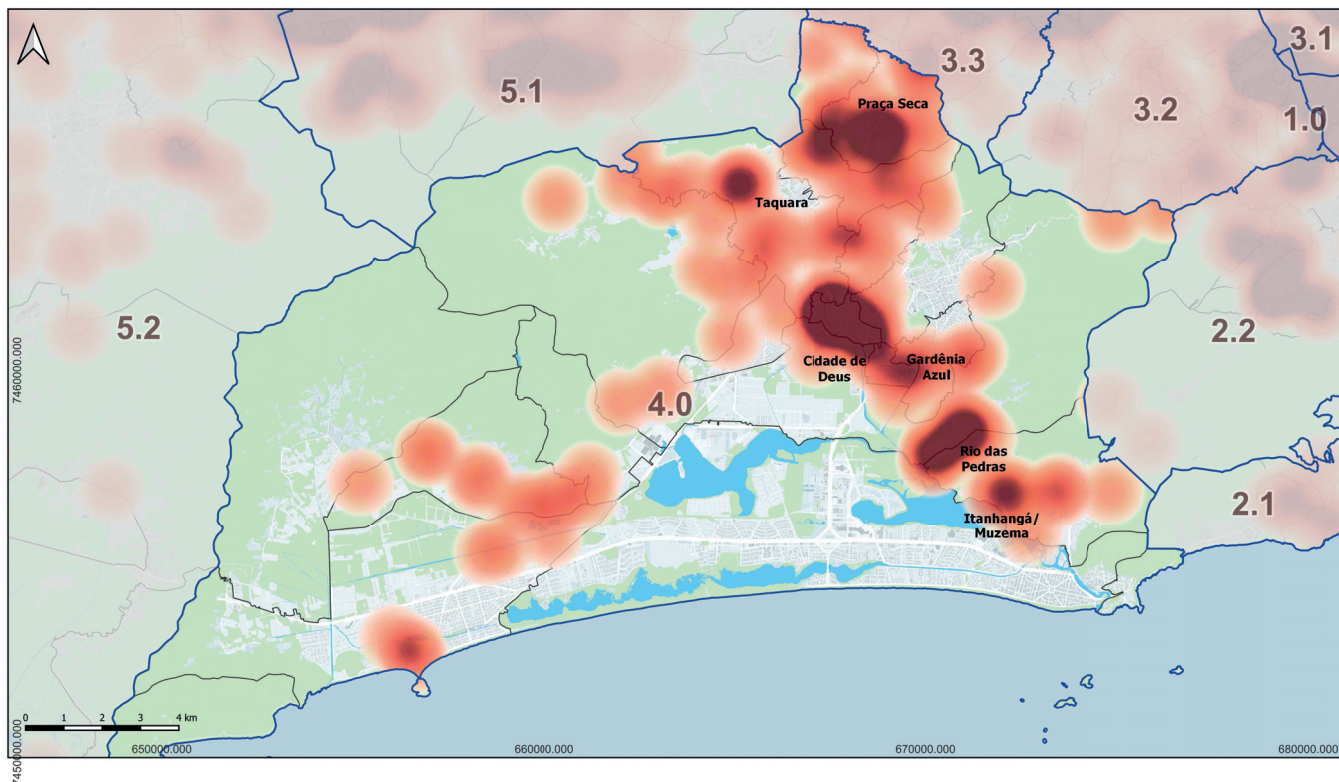 3.1
3.3
5.1
Praça Seca
3.2
1.0
Taquara
5.2
2.2
7460000.000
Cidade de
Deus
Gardênia
Azul
4.0
Rio das
Pedras
2.1
Itanhangá/
Muzema
0 1 2 3 4 km
7450000.000
650000.000
660000.000
670000.000
680000.000